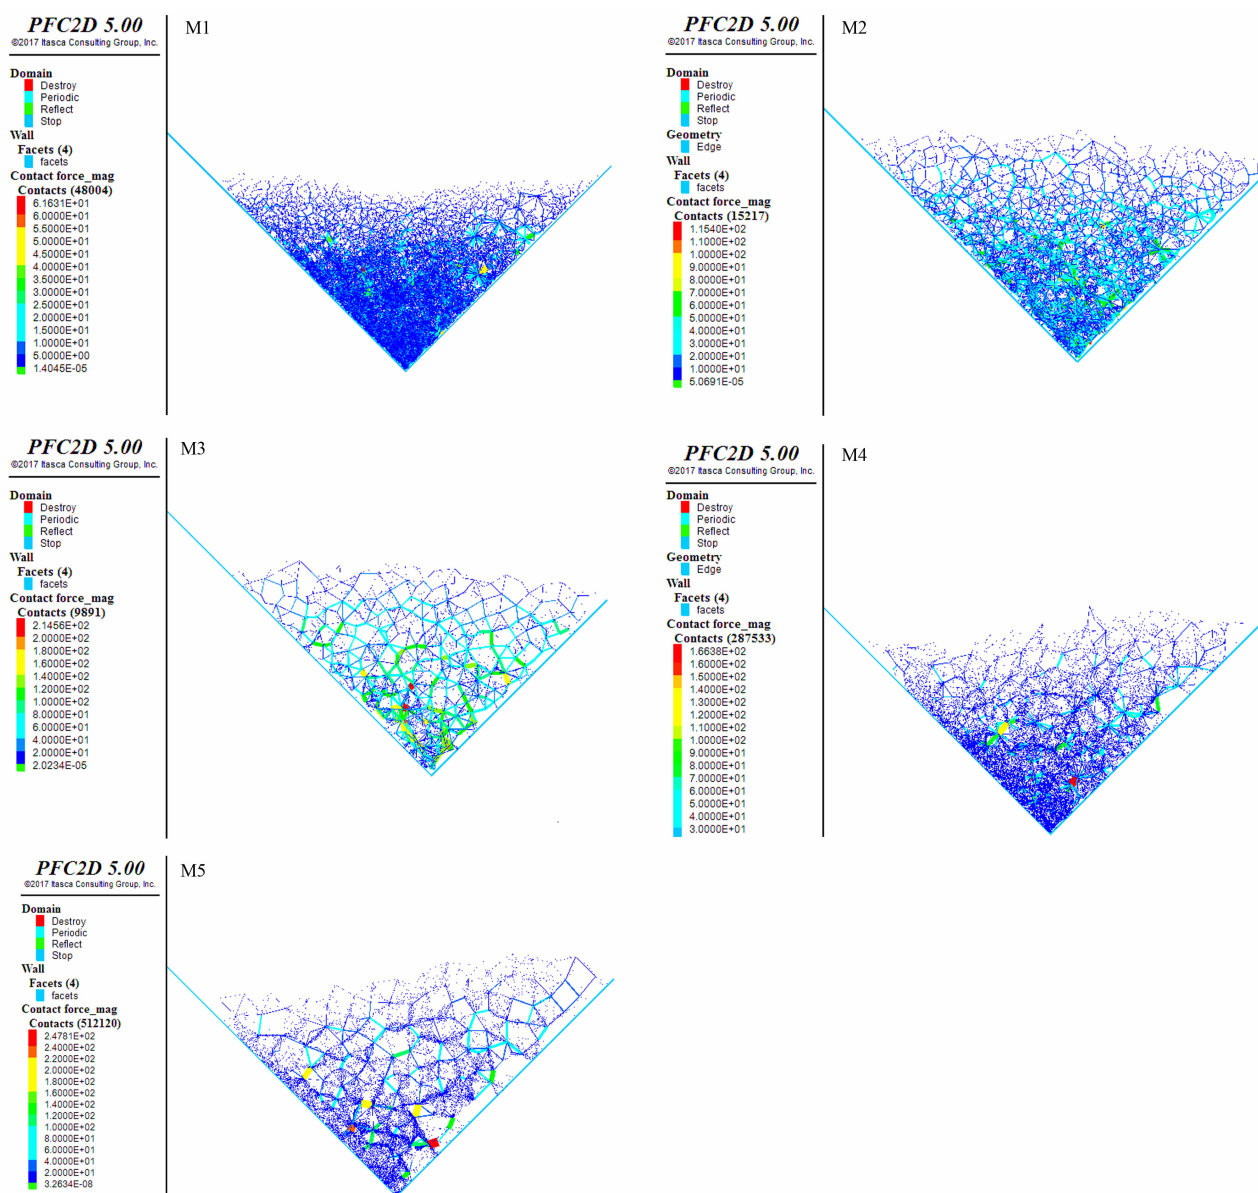 PFC2D 5.00
©2017 Itasca Consulting Group, Inc.
M1
Domain
Destroy
Periodic
Reflect
Stop
Wall
Facets (4)
facets
Contact force_mag
Contacts (48004)
6.1631E+01
6.0000E+01
5.5000E+01
5.0000E+01
4.5000E+01
4.0000E+01
3.5000E+01
3.0000E+01
2.5000E+01
2.0000E+01
1.5000E+01
1.0000E+01
5.0000E+00
1.4045E-05
PFC2D 5.00
©2017 Itasca Consulting Group, Inc.
M2
Domain
Destroy
Periodic
Reflect
Stop
Geometry
Edge
Wall
Facets (4)
facets
Contact force_mag
Contacts (15217)
1.1540E+02
1.1000E+02
1.0000E+02
9.0000E+01
8.0000E+01
7.0000E+01
6.0000E+01
5.0000E+01
4.0000E+01
3.0000E+01
2.0000E+01
1.0000E+01
5.0691E-05
PFC2D 5.00
©2017 Itasca Consulting Group, Inc.
M3
Domain
Destroy
Periodic
Reflect
Stop
Wall
Facets (4)
facets
Contact force_mag
Contacts (9891)
2.1456E+02
2.0000E+02
1.8000E+02
1.6000E+02
1.4000E+02
1.2000E+02
1.0000E+02
8.0000E+01
6.0000E+01
4.0000E+01
2.0000E+01
2.0234E-05
PFC2D 5.00
©2017 Itasca Consulting Group, Inc.
M4
Domain
Destroy
Periodic
Reflect
Stop
Geometry
Edge
Wall
Facets (4)
facets
Contact force_mag
Contacts (287533)
1.6638E+02
1.6000E+02
1.5000E+02
1.4000E+02
1.3000E+02
1.2000E+02
1.1000E+02
1.0000E+02
9.0000E+01
8.0000E+01
7.0000E+01
6.0000E+01
5.0000E+01
4.0000E+01
3.0000E+01
PFC2D 5.00
©2017 Itasca Consulting Group, Inc.
M5
Domain
Destroy
Periodic
Reflect
Stop
Wall
Facets (4)
facets
Contact force_mag
Contacts (512120)
2.4781E+02
2.4000E+02
2.2000E+02
2.0000E+02
1.8000E+02
1.6000E+02
1.4000E+02
1.2000E+02
1.0000E+02
8.0000E+01
6.0000E+01
4.0000E+01
2.0000E+01
3.2634E-08